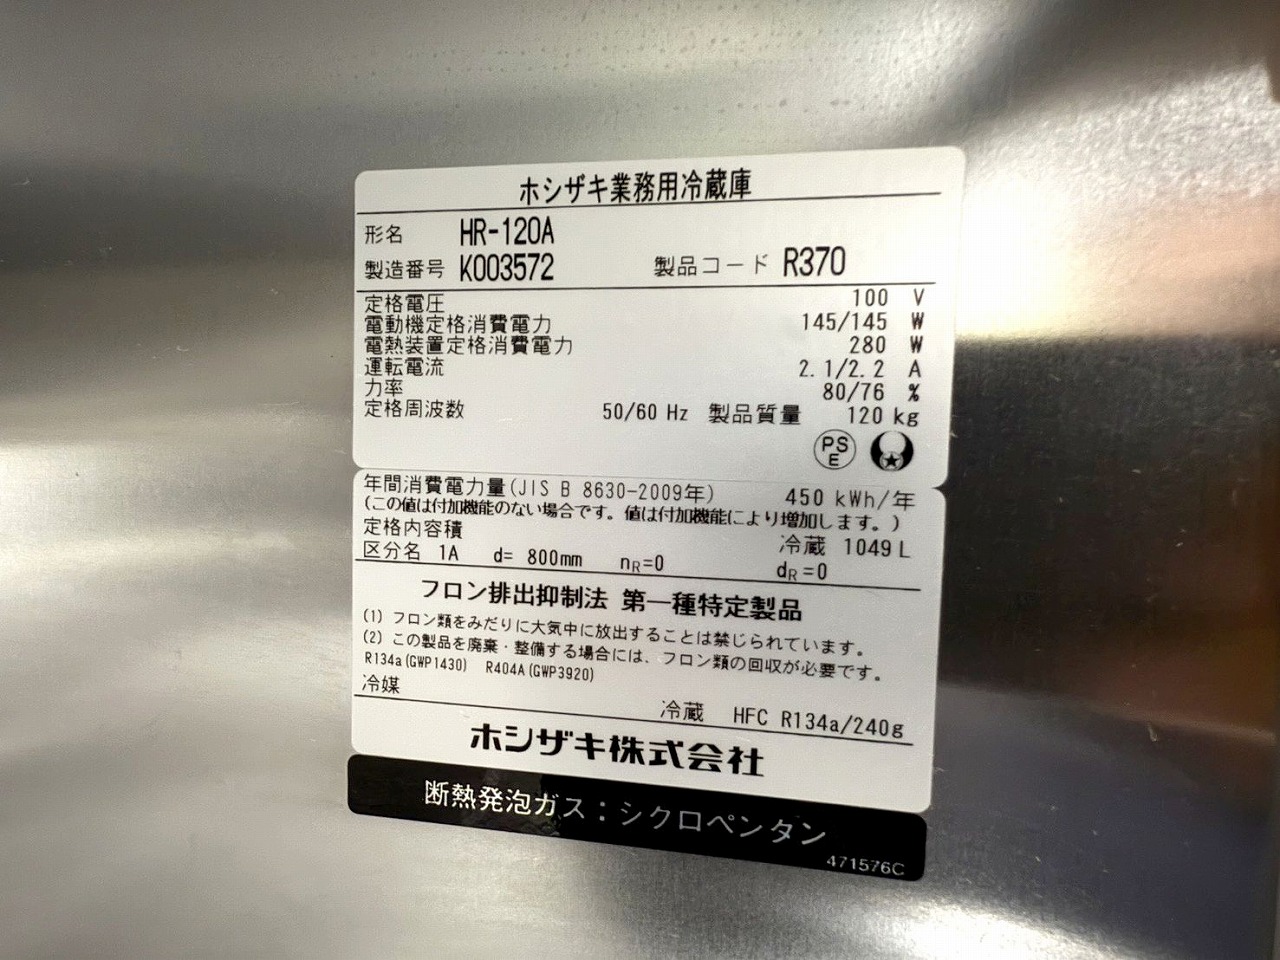 ホシザキ業務用冷蔵庫
形名 HR-120A
製造番号 K003572 製品コード R370
定格電圧 100 V
電動機定格消費電力 145/145 W
電熱装置定格消費電力 280 W
運転電流 2.1/2.2 A
力率 80/76 %
定格周波数 50/60 Hz 製品質量 120 kg
PS
E
年間消費電力量(JIS B 8630-2009年) 450 kWh/年
(この値は付加機能のない場合です。値は付加機能により増加します。)
定格内容積 冷蔵 1049 L
区分名 1A d= 800mm nR=0 dR=0
フロン排出抑制法 第一種特定製品
(1) フロン類をみだりに大気中に放出することは禁じられています。
(2) この製品を廃棄・整備する場合には、フロン類の回収が必要です。
R134a(GWP1430) R404A(GWP3920)
冷媒
冷蔵 HFC R134a/240g
ホシザキ株式会社
断熱発泡ガス：シクロペンタン
471576C